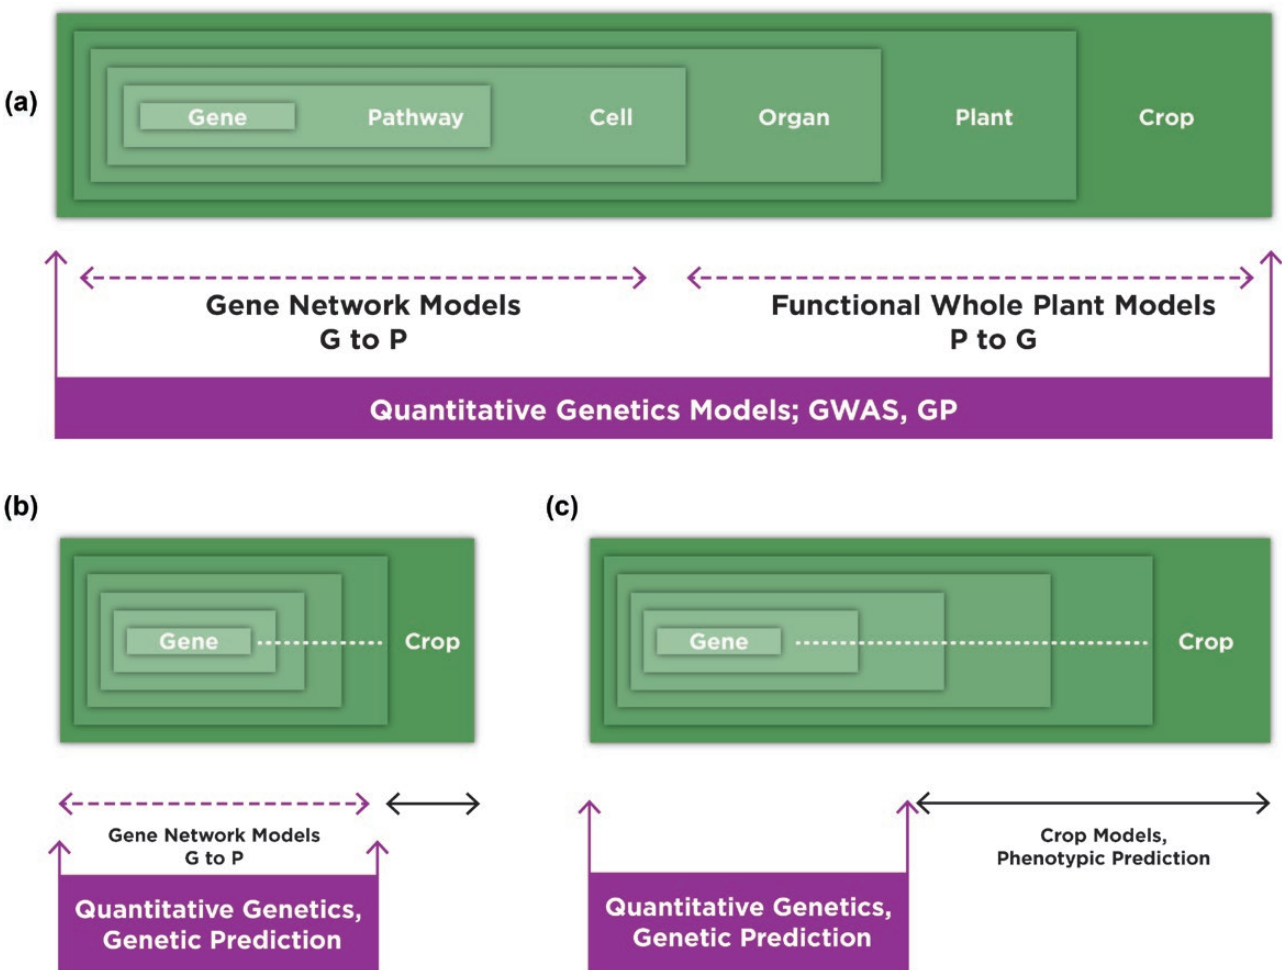 (a)
Gene Pathway Cell Organ Plant Crop
Gene Network Models
G to P
Functional Whole Plant Models
P to G
Quantitative Genetics Models; GWAS, GP
(b)
Gene Crop
Gene Network Models
G to P
Quantitative Genetics,
Genetic Prediction
(c)
Gene Crop
Crop Models,
Phenotypic Prediction
Quantitative Genetics,
Genetic Prediction